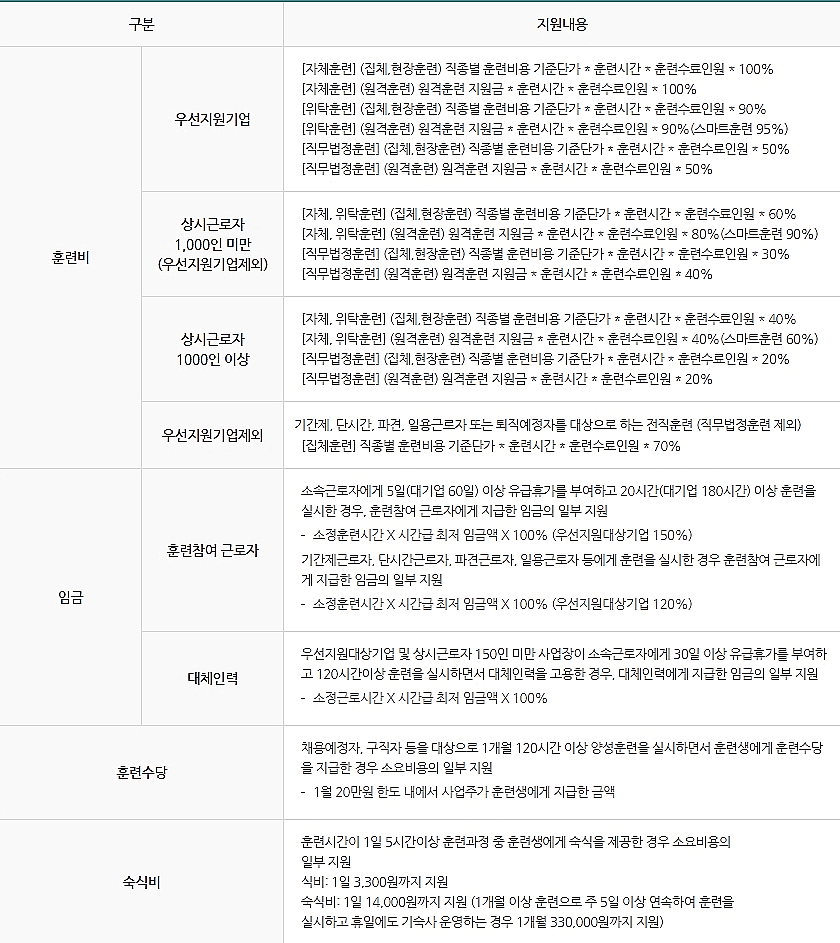 구분
지원내용
훈련비
우선지원기업
[자체훈련] (집체,현장훈련) 직종별 훈련비용 기준단가 * 훈련시간 * 훈련수료인원 * 100%
[자체훈련] (원격훈련) 원격훈련 지원금 * 훈련시간 * 훈련수료인원 * 100%
[위탁훈련] (집체,현장훈련) 직종별 훈련비용 기준단가 * 훈련시간 * 훈련수료인원 * 90%
[위탁훈련] (원격훈련) 원격훈련 지원금 * 훈련시간 * 훈련수료인원 * 90%(스마트훈련 95%)
[직무법정훈련] (집체,현장훈련) 직종별 훈련비용 기준단가 * 훈련시간 * 훈련수료인원 * 50%
[직무법정훈련] (원격훈련) 원격훈련 지원금 * 훈련시간 * 훈련수료인원 * 50%
상시근로자
1,000인 미만
(우선지원기업제외)
[자체, 위탁훈련] (집체,현장훈련) 직종별 훈련비용 기준단가 * 훈련시간 * 훈련수료인원 * 60%
[자체, 위탁훈련] (원격훈련) 원격훈련 지원금 * 훈련시간 * 훈련수료인원 * 80%(스마트훈련 90%)
[직무법정훈련] (집체,현장훈련) 직종별 훈련비용 기준단가 * 훈련시간 * 훈련수료인원 * 30%
[직무법정훈련] (원격훈련) 원격훈련 지원금 * 훈련시간 * 훈련수료인원 * 40%
상시근로자
1000인 이상
[자체, 위탁훈련] (집체,현장훈련) 직종별 훈련비용 기준단가 * 훈련시간 * 훈련수료인원 * 40%
[자체, 위탁훈련] (원격훈련) 원격훈련 지원금 * 훈련시간 * 훈련수료인원 * 40%(스마트훈련 60%)
[직무법정훈련] (집체,현장훈련) 직종별 훈련비용 기준단가 * 훈련시간 * 훈련수료인원 * 20%
[직무법정훈련] (원격훈련) 원격훈련 지원금 * 훈련시간 * 훈련수료인원 * 20%
우선지원기업제외
기간제, 단시간, 파견, 일용근로자 또는 퇴직예정자를 대상으로 하는 전직훈련 (직무법정훈련 제외)
[집체훈련] 직종별 훈련비용 기준단가 * 훈련시간 * 훈련수료인원 * 70%
임금
훈련참여 근로자
소속근로자에게 5일(대기업 60일) 이상 유급휴가를 부여하고 20시간(대기업 180시간) 이상 훈련을
실시한 경우, 훈련참여 근로자에게 지급한 임금의 일부 지원
- 소정훈련시간 X 시간급 최저 임금액 X 100% (우선지원대상기업 150%)
기간제근로자, 단시간근로자, 파견근로자, 일용근로자 등에게 훈련을 실시한 경우 훈련참여 근로자에
게 지급한 임금의 일부 지원
- 소정훈련시간 X 시간급 최저 임금액 X 100% (우선지원대상기업 120%)
대체인력
우선지원대상기업 및 상시근로자 150인 미만 사업장이 소속근로자에게 30일 이상 유급휴가를 부여하
고 120시간이상 훈련을 실시하면서 대체인력을 고용한 경우, 대체인력에게 지급한 임금의 일부 지원
- 소정근로시간 X 시간급 최저 임금액 X 100%
훈련수당
채용예정자, 구직자 등을 대상으로 1개월 120시간 이상 양성훈련을 실시하면서 훈련생에게 훈련수당
을 지급한 경우 소요비용의 일부 지원
- 1월 20만원 한도 내에서 사업주가 훈련생에게 지급한 금액
숙식비
훈련시간이 1일 5시간이상 훈련과정 중 훈련생에게 숙식을 제공한 경우 소요비용의
일부 지원
식비: 1일 3,300원까지 지원
숙식비: 1일 14,000원까지 지원 (1개월 이상 훈련으로 주 5일 이상 연속하여 훈련을
실시하고 휴일에도 기숙사 운영하는 경우 1개월 330,000원까지 지원)